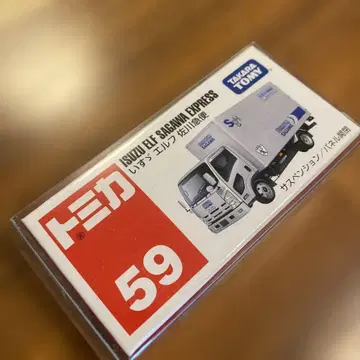 TAKARA
TOMY
ISUZU ELF SAGAWA EXPRESS
いすゞ エルフ 佐川急便
サスペンション/パネル開閉
トミカ
®
59